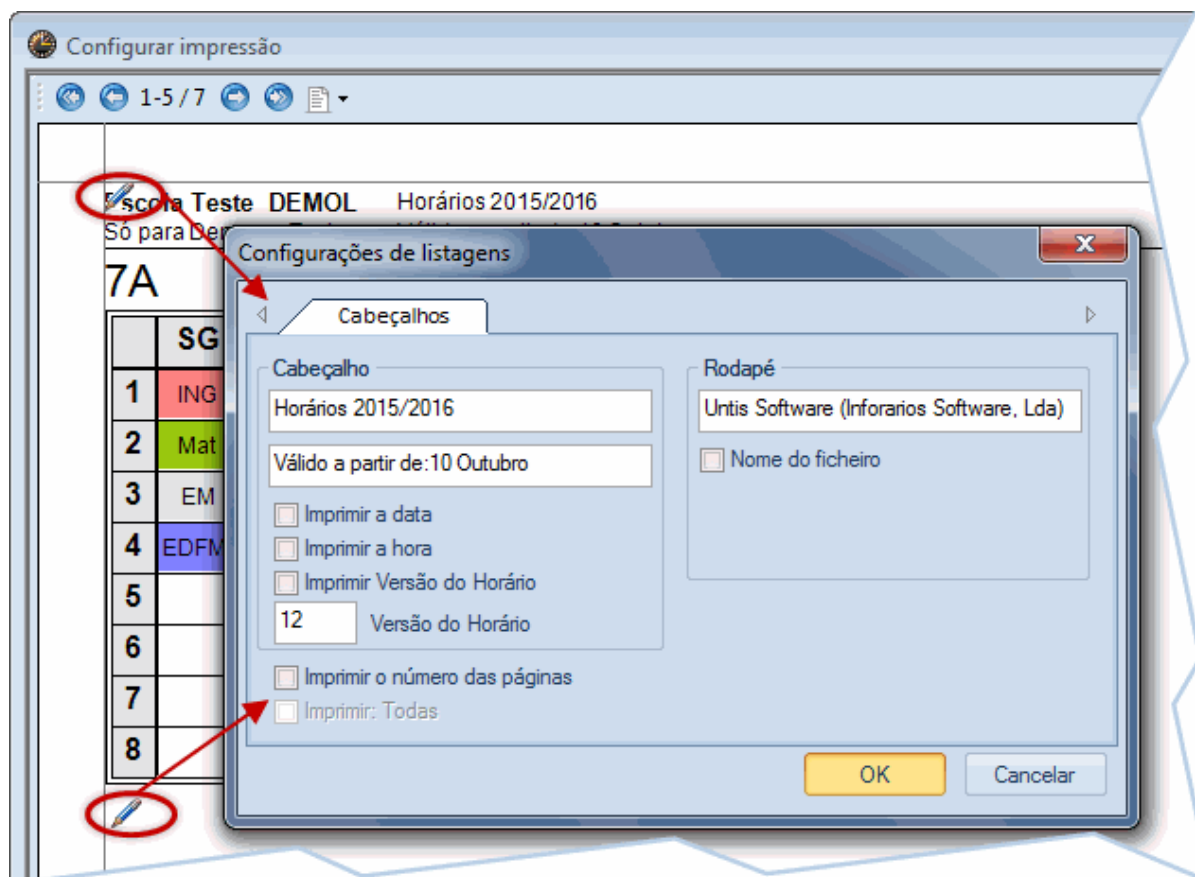 Configurar impressão
1-5 / 7
Escola Teste DEMOL Horários 2015/2016
Só para
7A
Configurações de listagens
Cabeçalhos
SG
1 ING
2 Mat
3 EM
4 EDFM
5
6
7
8
Cabeçalho
Horários 2015/2016
Válido a partir de:10 Outubro
Imprimir a data
Imprimir a hora
Imprimir Versão do Horário
12 Versão do Horário
Imprimir o número das páginas
Imprimir: Todas
Rodapé
Untis Software (Inforarios Software, Lda)
Nome do ficheiro
OK Cancelar